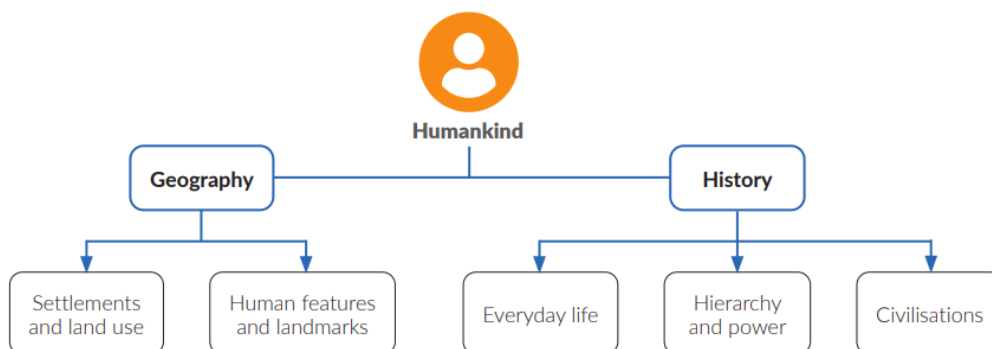 Humankind
Geography
History
Settlements
and land use
Human features
and landmarks
Everyday life
Hierarchy
and power
Civilisations